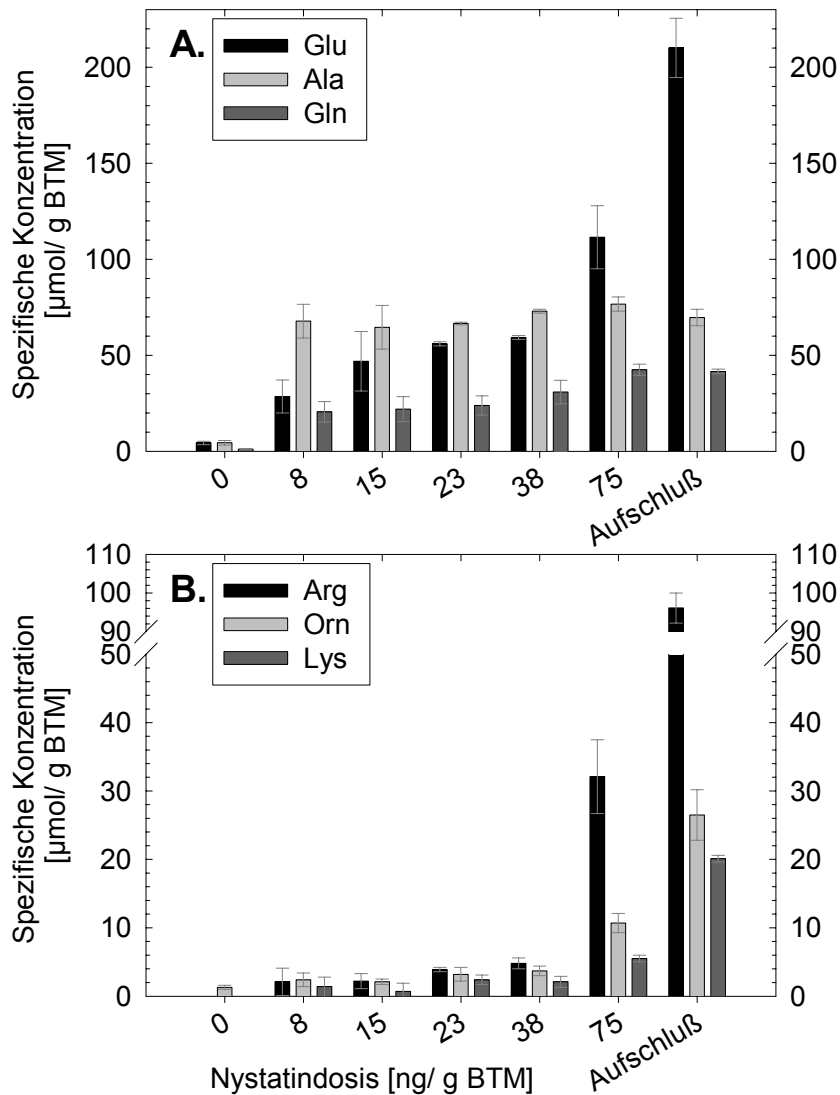 A.
Glu
Ala
Gln
Spezifische Konzentration
[µmol/ g BTM]
200
150
100
50
0
200
150
100
50
0
0
8
15
23
38
75
Aufschluß
B.
Arg
Orn
Lys
Spezifische Konzentration
[µmol/ g BTM]
110
100
90
50
40
30
20
10
0
110
100
90
50
40
30
20
10
0
0
8
15
23
38
75
Aufschluß
Nystatindosis [ng/ g BTM]